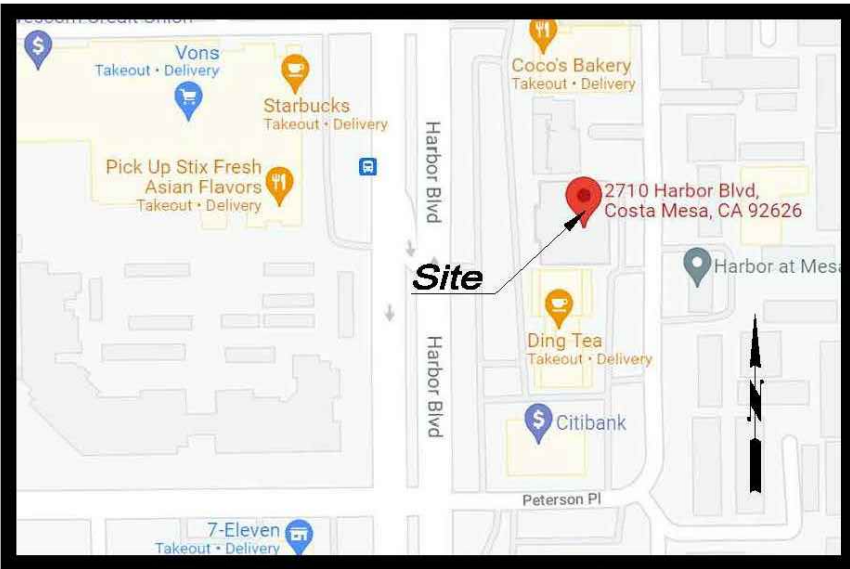 Credit Union
Vons
Takeout • Delivery
Starbucks
Takeout • Delivery
Coco's Bakery
Takeout • Delivery
Pick Up Stix Fresh
Asian Flavors
Takeout • Delivery
Harbor Blvd
2710 Harbor Blvd,
Costa Mesa, CA 92626
Site
Harbor at Mesa
Ding Tea
Takeout • Delivery
Harbor Blvd
N
$ Citibank
Peterson Pl
7-Eleven
Takeout • Delivery